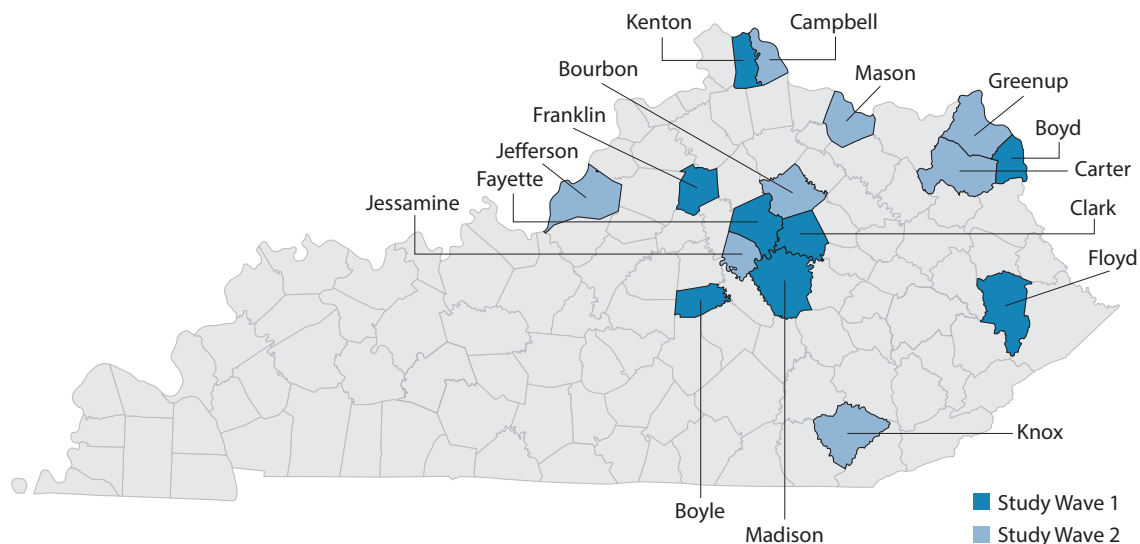 Kenton
Campbell
Bourbon
Mason
Greenup
Franklin
Boyd
Jefferson
Fayette
Carter
Jessamine
Clark
Floyd
Knox
Boyle
Madison
Study Wave 1
Study Wave 2